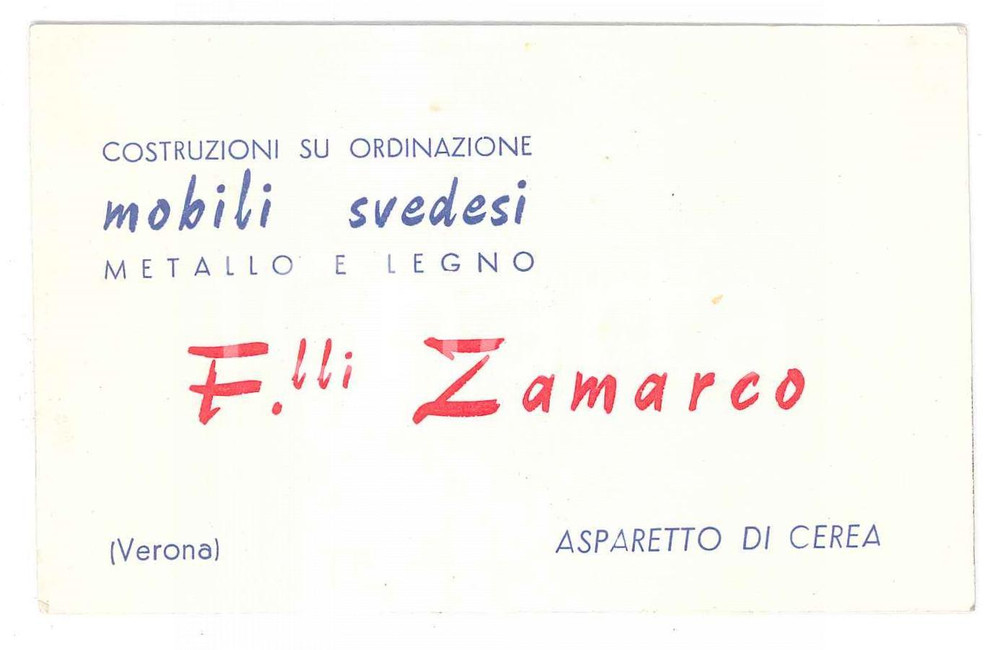 COSTRUZIONI SU ORDINAZIONE
mobili svedesi
METALLO E LEGNO
F.lli Zamarco
(Verona) ASPARETTO DI CEREA